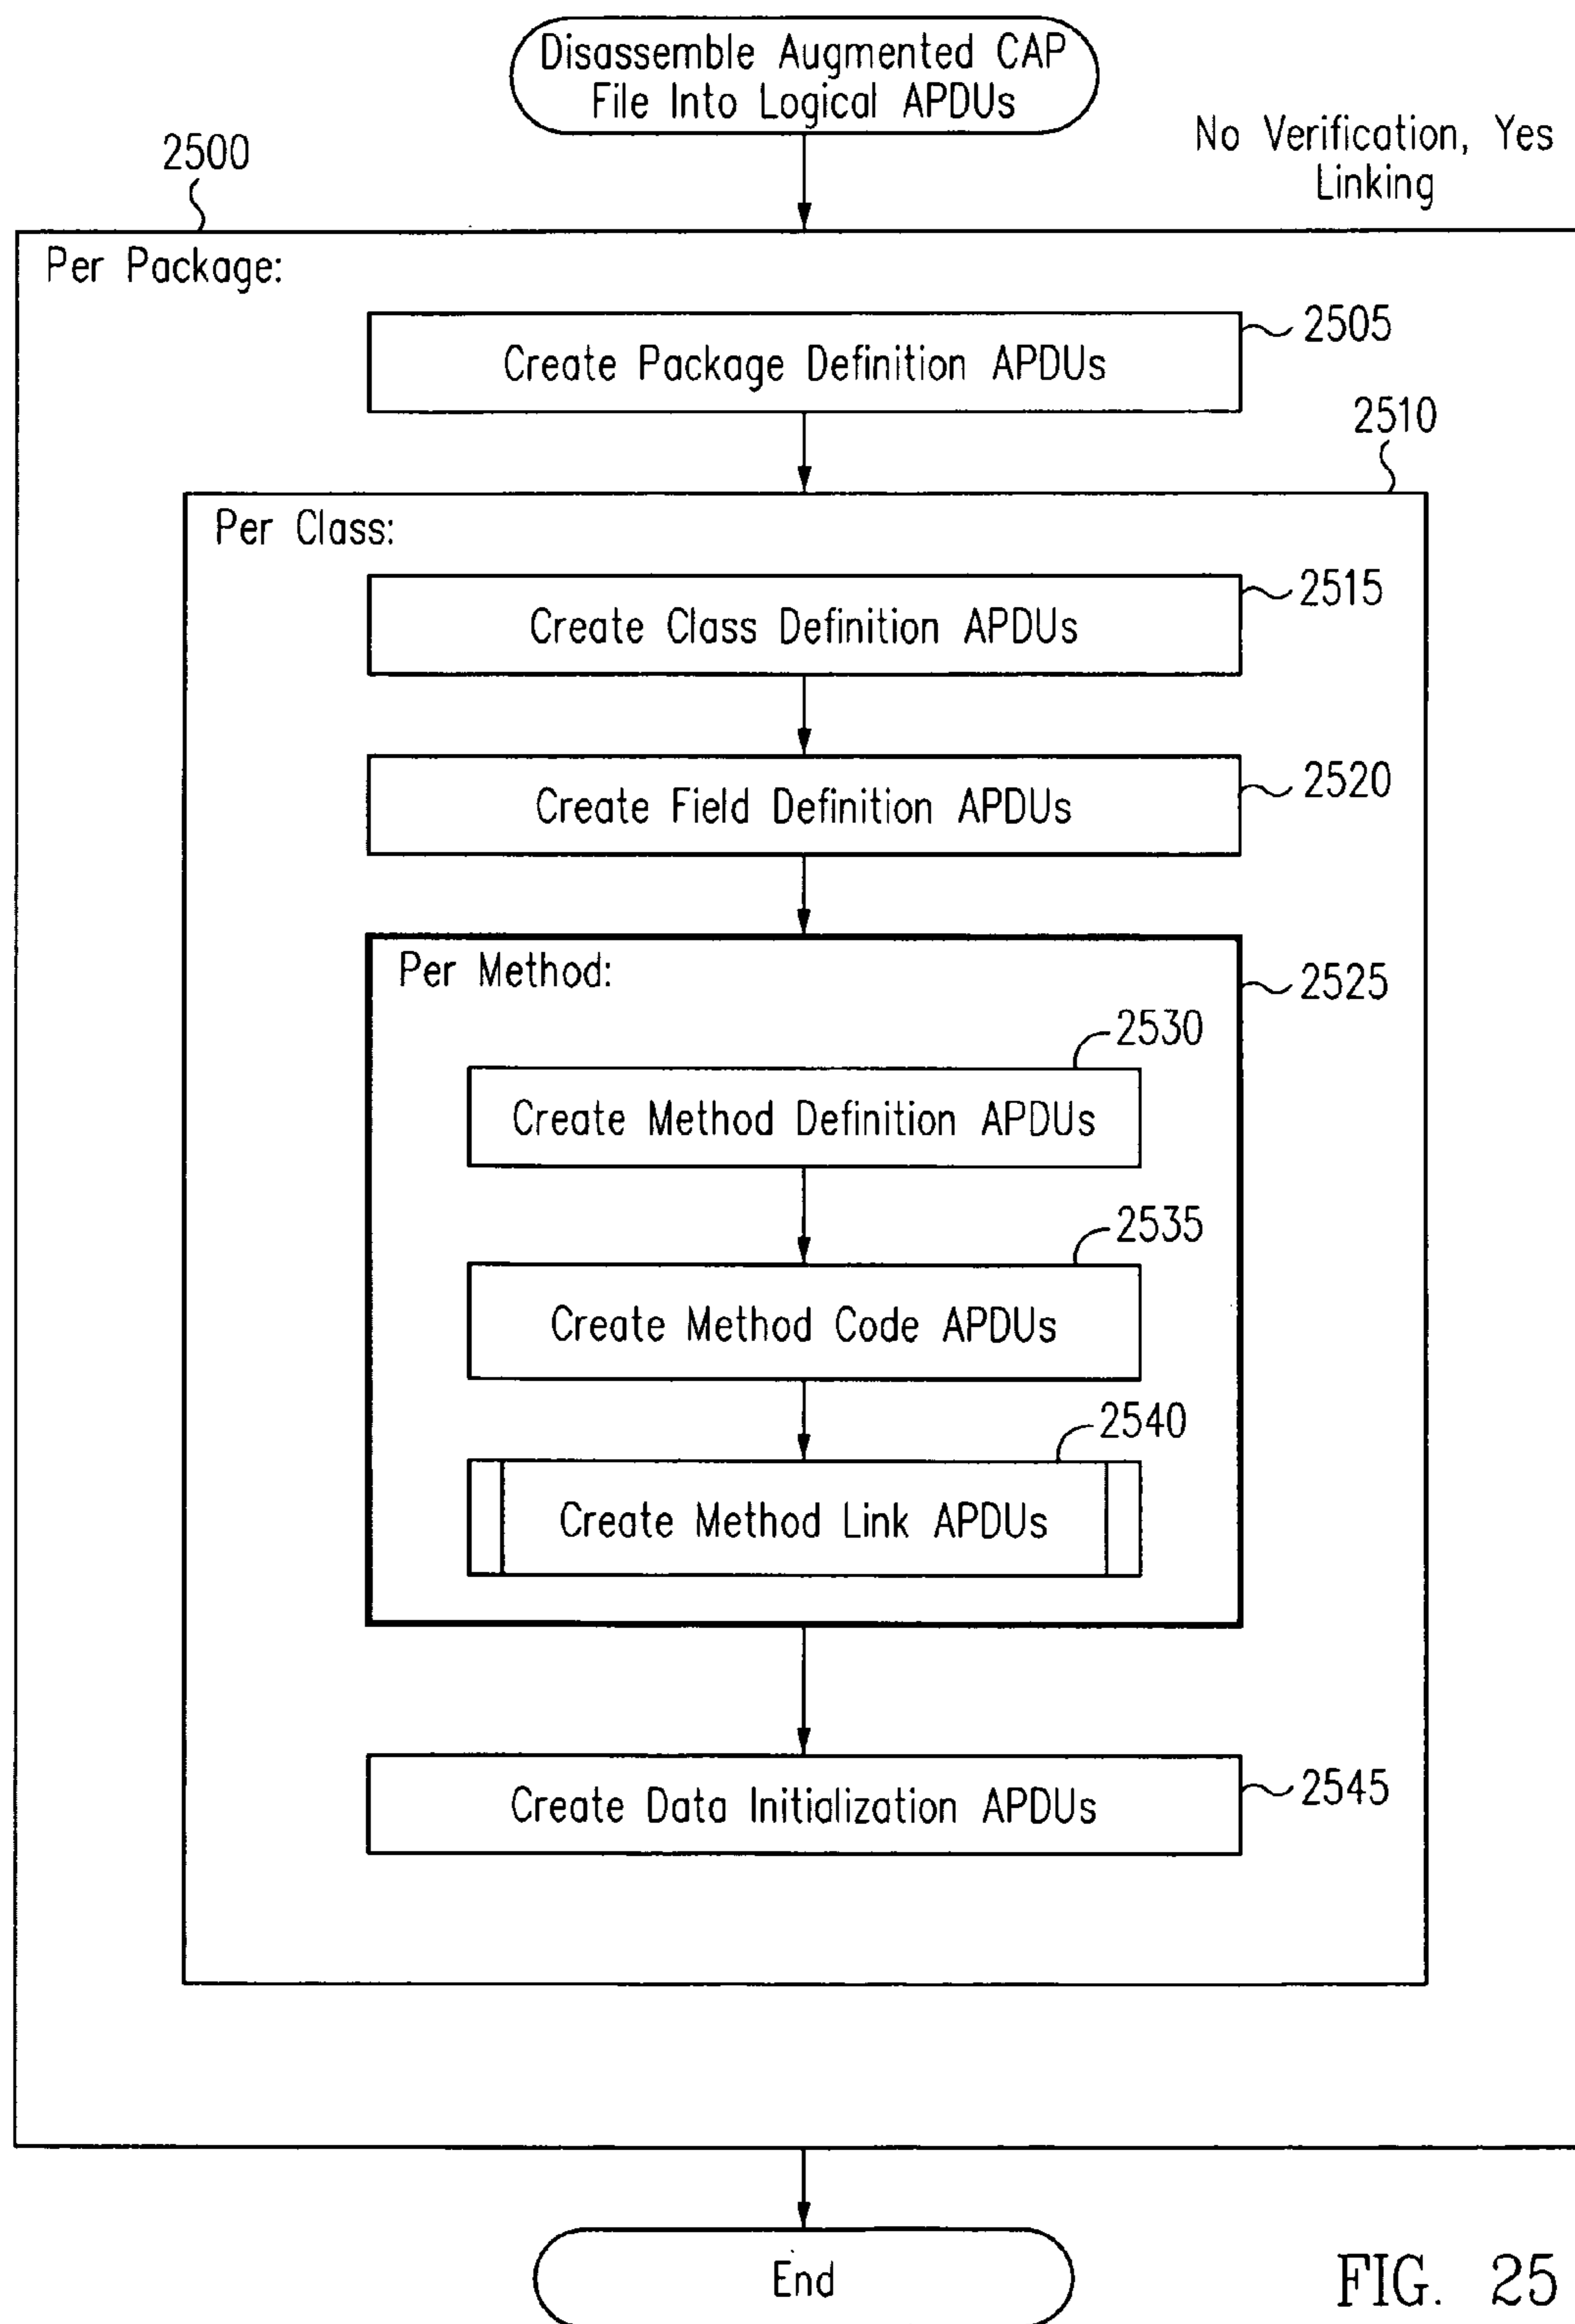 Disassemble Augmented CAP
File Into Logical APDUs
No Verification, Yes
Linking
2500
Per Package:
2505
Create Package Definition APDUs
2510
Per Class:
2515
Create Class Definition APDUs
2520
Create Field Definition APDUs
Per Method:
2525
2530
Create Method Definition APDUs
2535
Create Method Code APDUs
2540
Create Method Link APDUs
2545
Create Data Initialization APDUs
End
FIG. 25